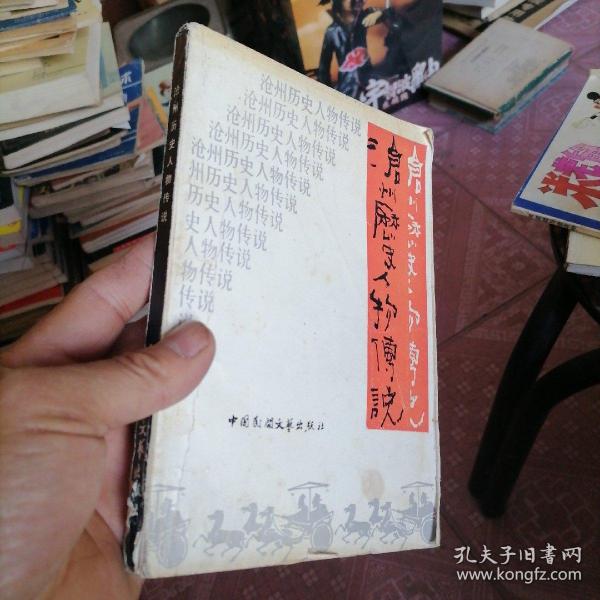 沧州历史人物传说
沧州历史人物传说
沧州历史人物传说
沧州历史人物传说
沧州历史人物传说
沧州历史人物传说
州历史人物传说
历史人物传说
史人物传说
人物传说
物传说
传说
滄州歷史人物傳說
中国民间文艺出版社
孔夫子旧书网
www.kongfz.com